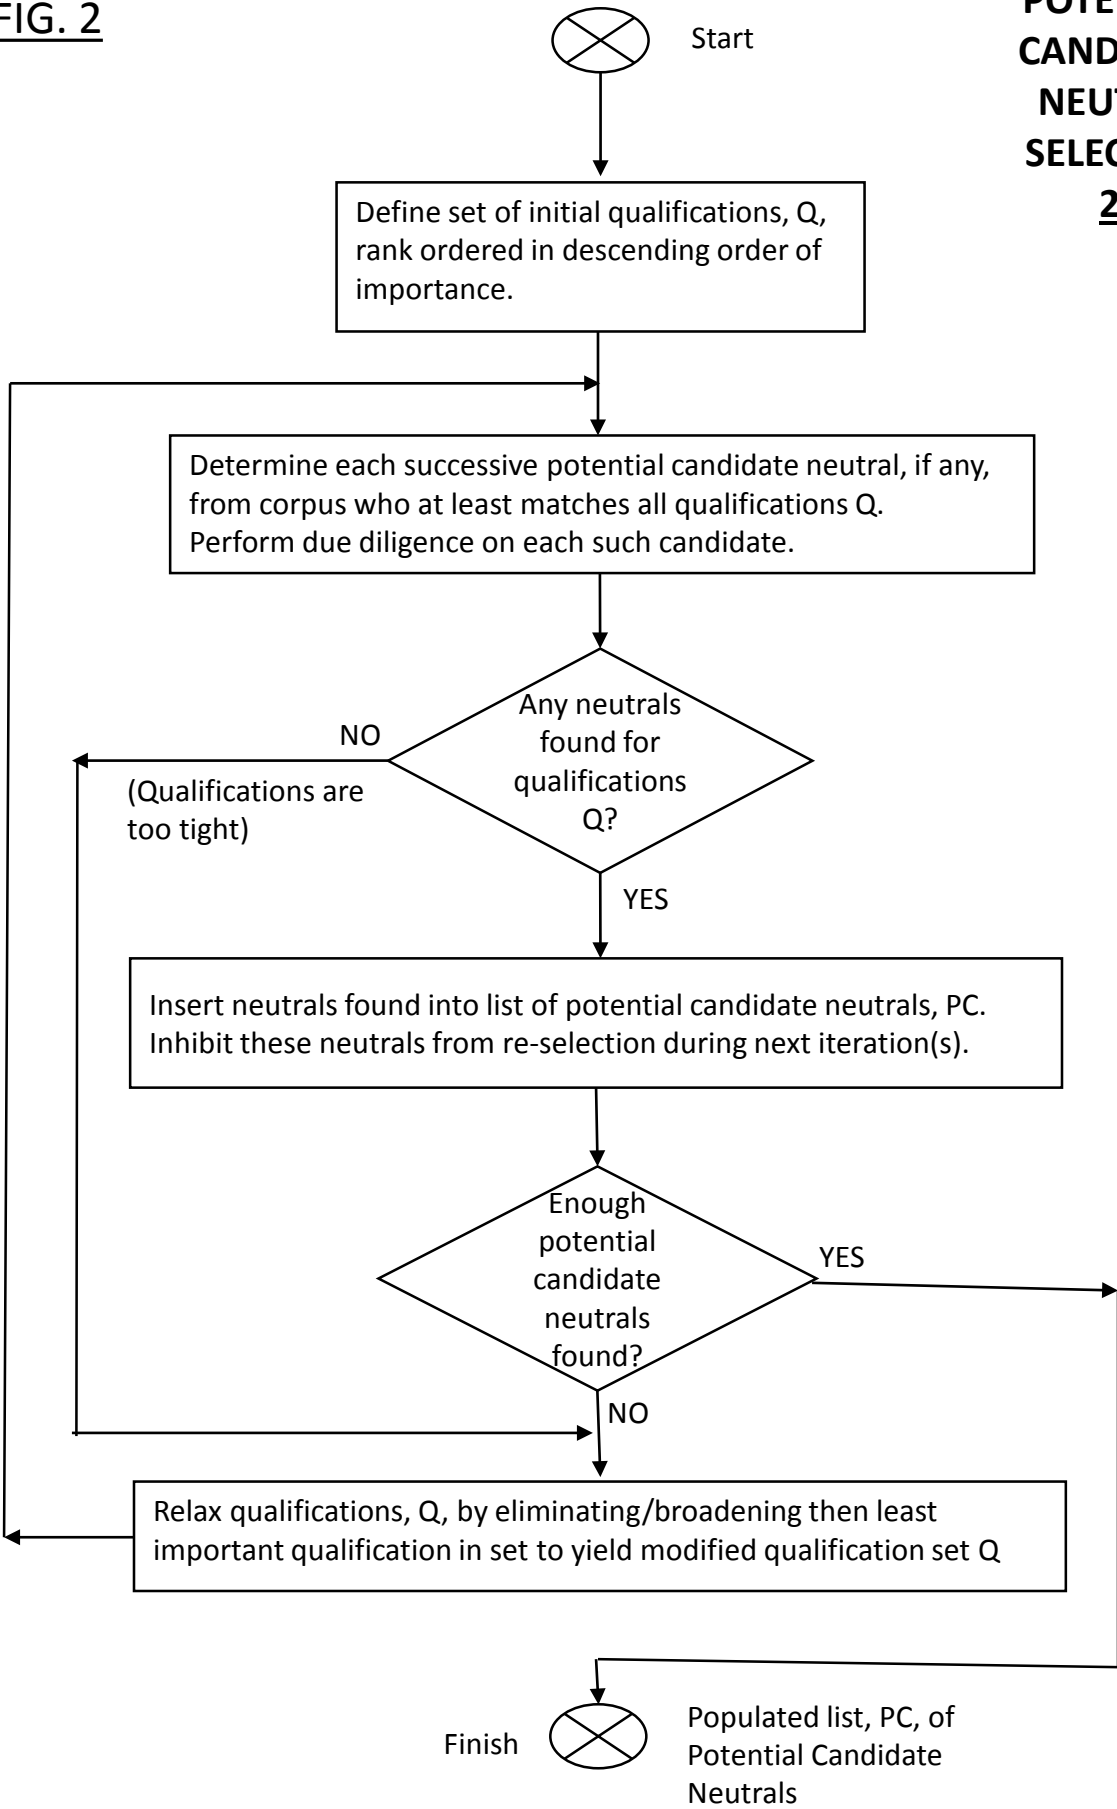 FIG. 2
Start
Define set of initial qualifications, Q,
rank ordered in descending order of
importance.
Determine each successive potential candidate neutral, if any,
from corpus who at least matches all qualifications Q.
Perform due diligence on each such candidate.
Any neutrals
found for
qualifications
Q?
NO
(Qualifications are
too tight)
YES
Insert neutrals found into list of potential candidate neutrals, PC.
Inhibit these neutrals from re-selection during next iteration(s).
Enough
potential
candidate
neutrals
found?
YES
NO
Relax qualifications, Q, by eliminating/broadening then least
important qualification in set to yield modified qualification set Q
Finish
Populated list, PC, of
Potential Candidate
Neutrals